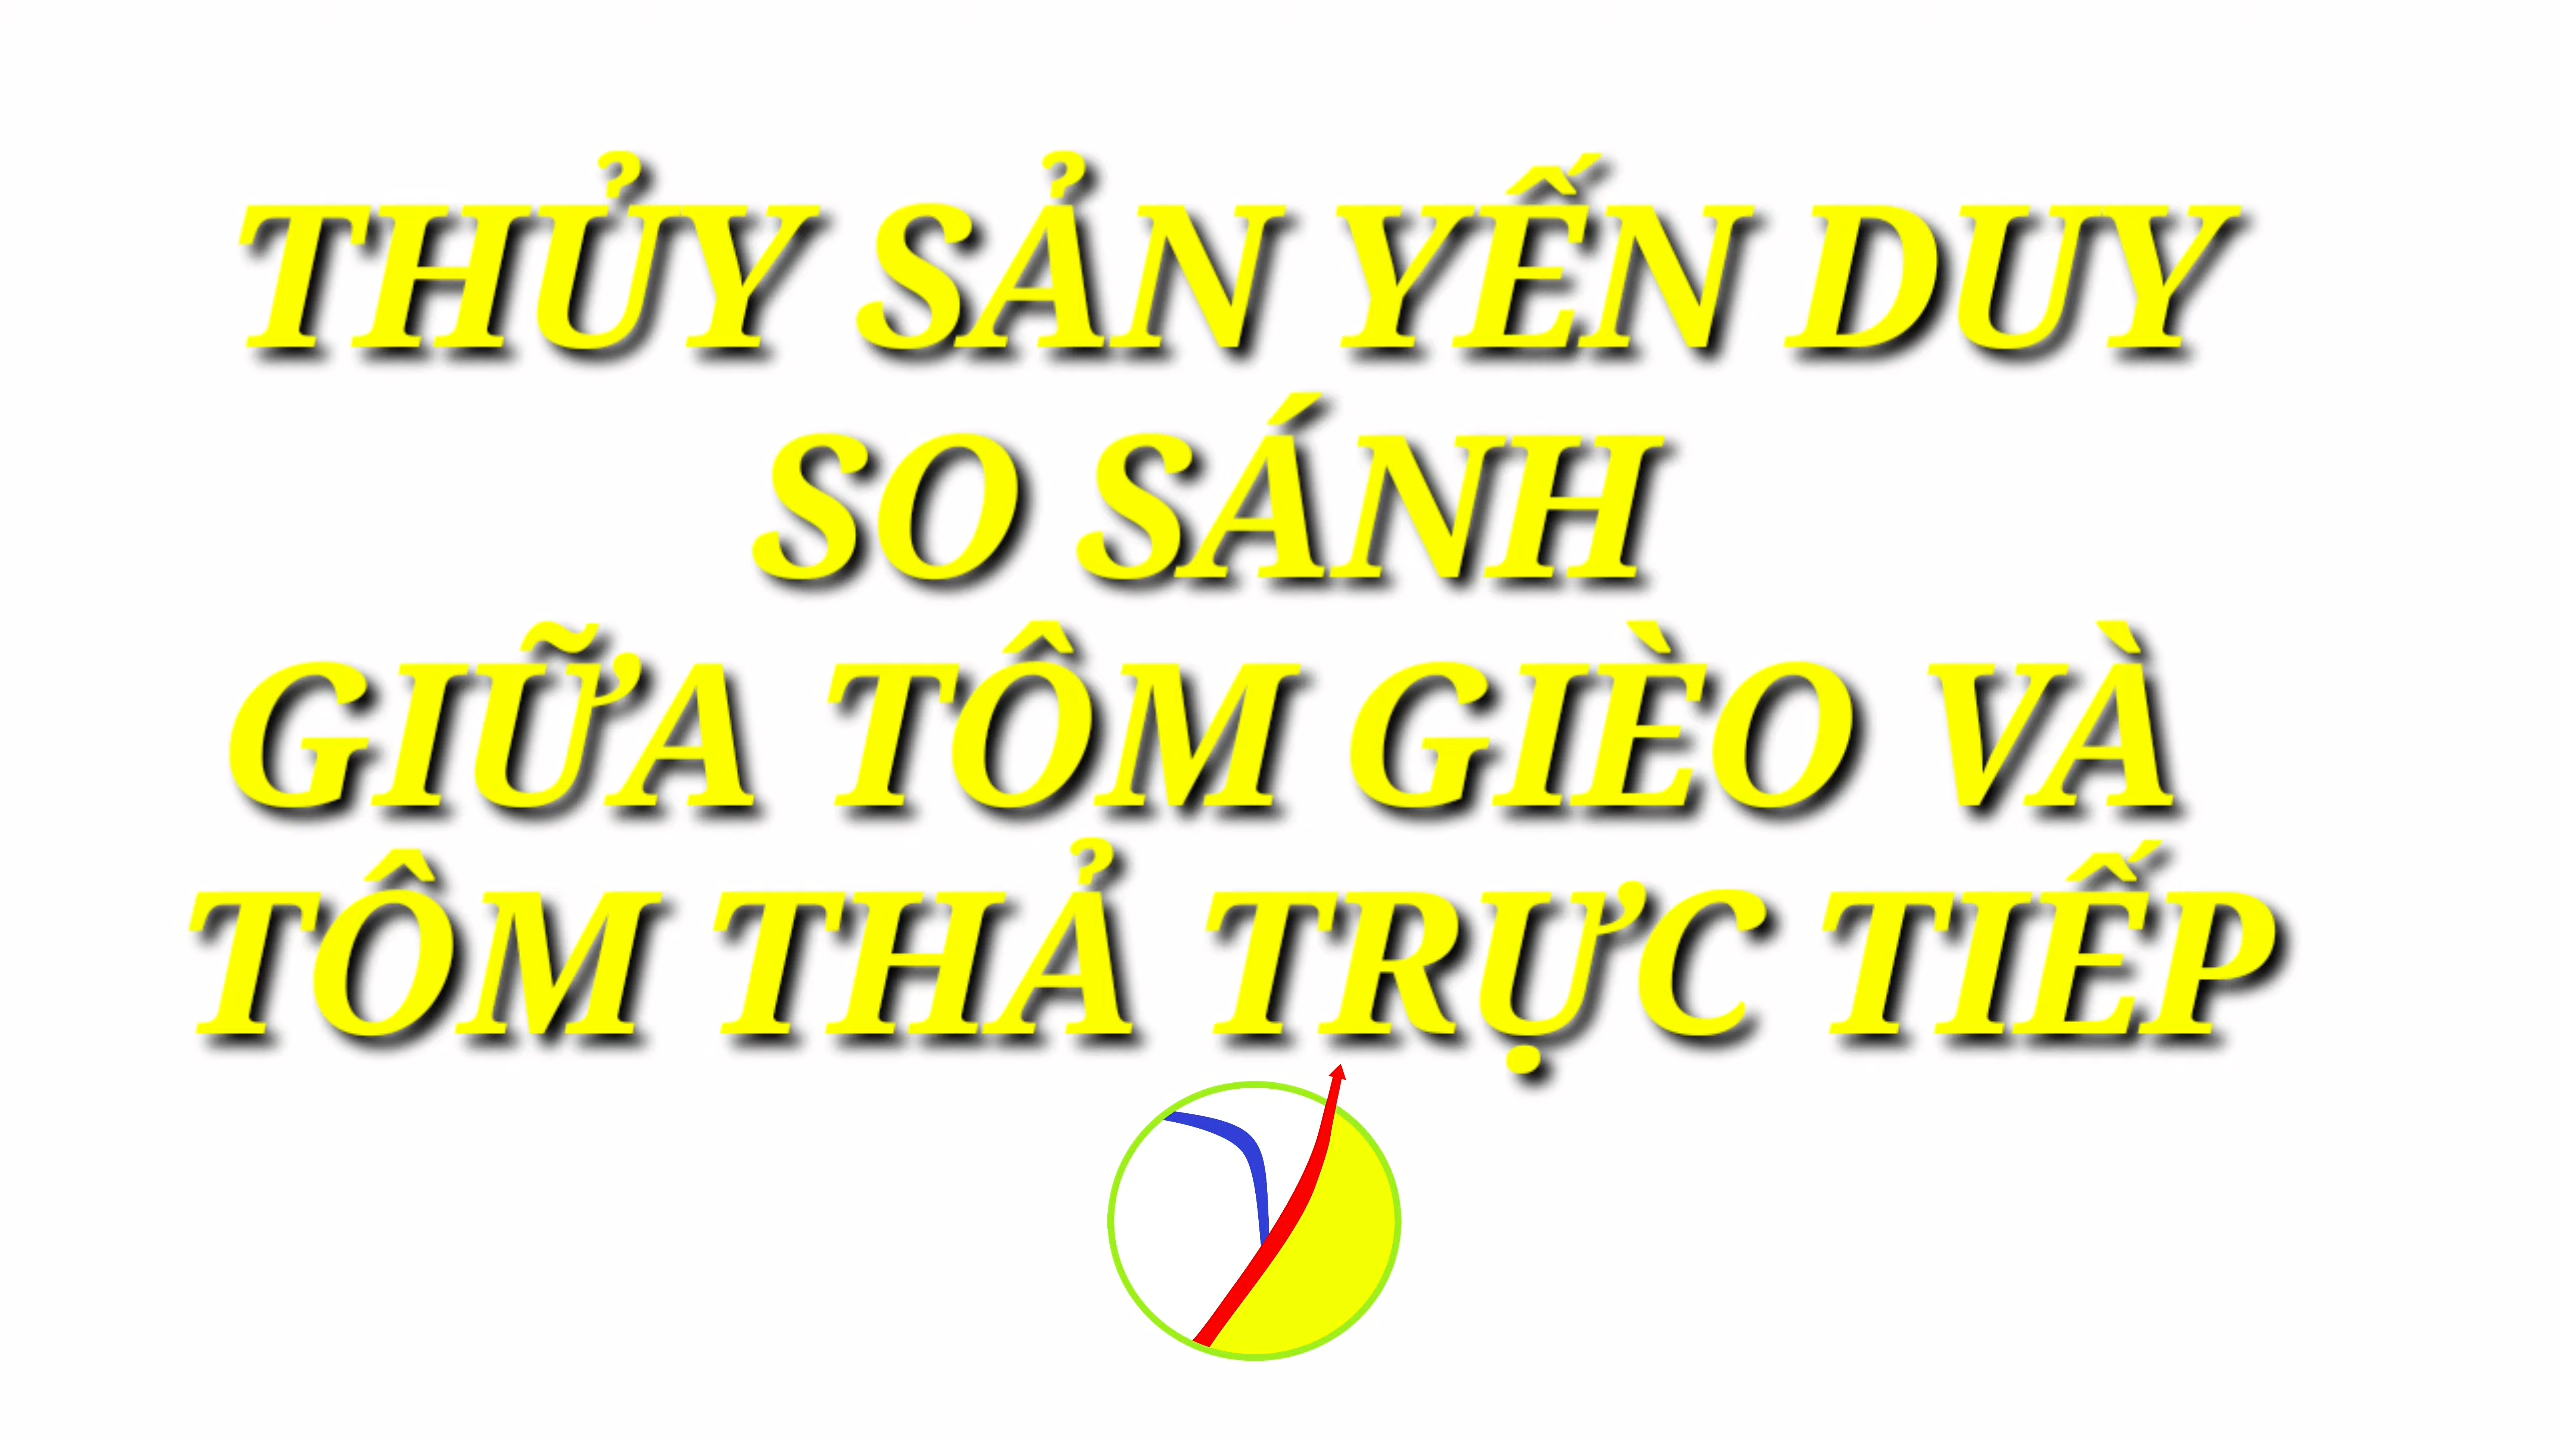 THỦY SẢN YẾN DUY
SO SÁNH
GIỮA TÔM GIÈO VÀ
TÔM THẢ TRỰC TIẾP